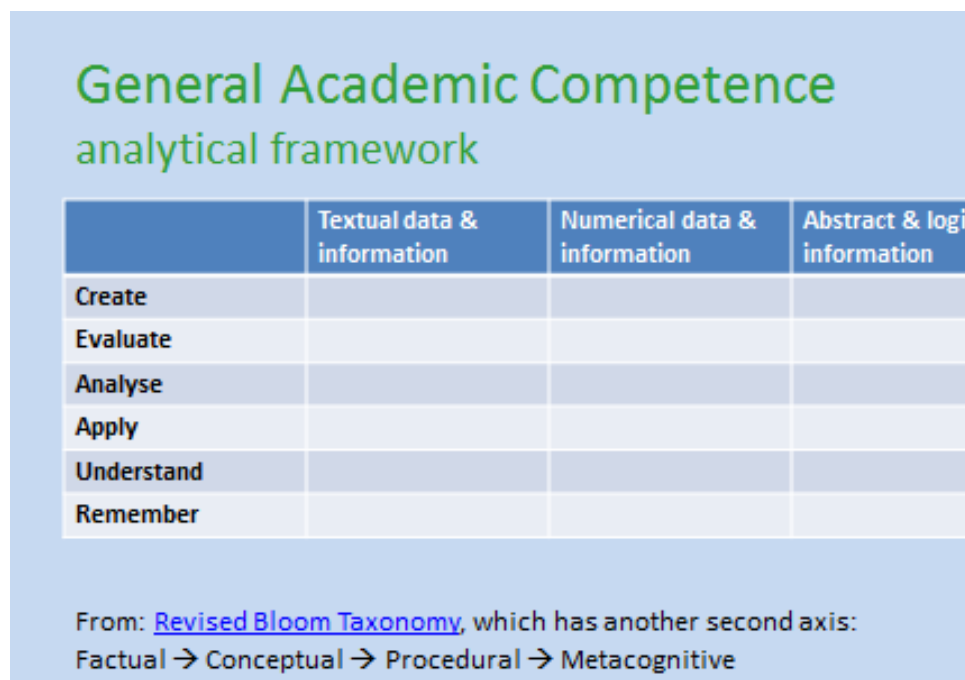 General Academic Competence
analytical framework
Textual data & information
Numerical data & information
Abstract & logi
information
Create
Evaluate
Analyse
Apply
Understand
Remember
From: Revised Bloom Taxonomy, which has another second axis:
Factual → Conceptual → Procedural → Metacognitive